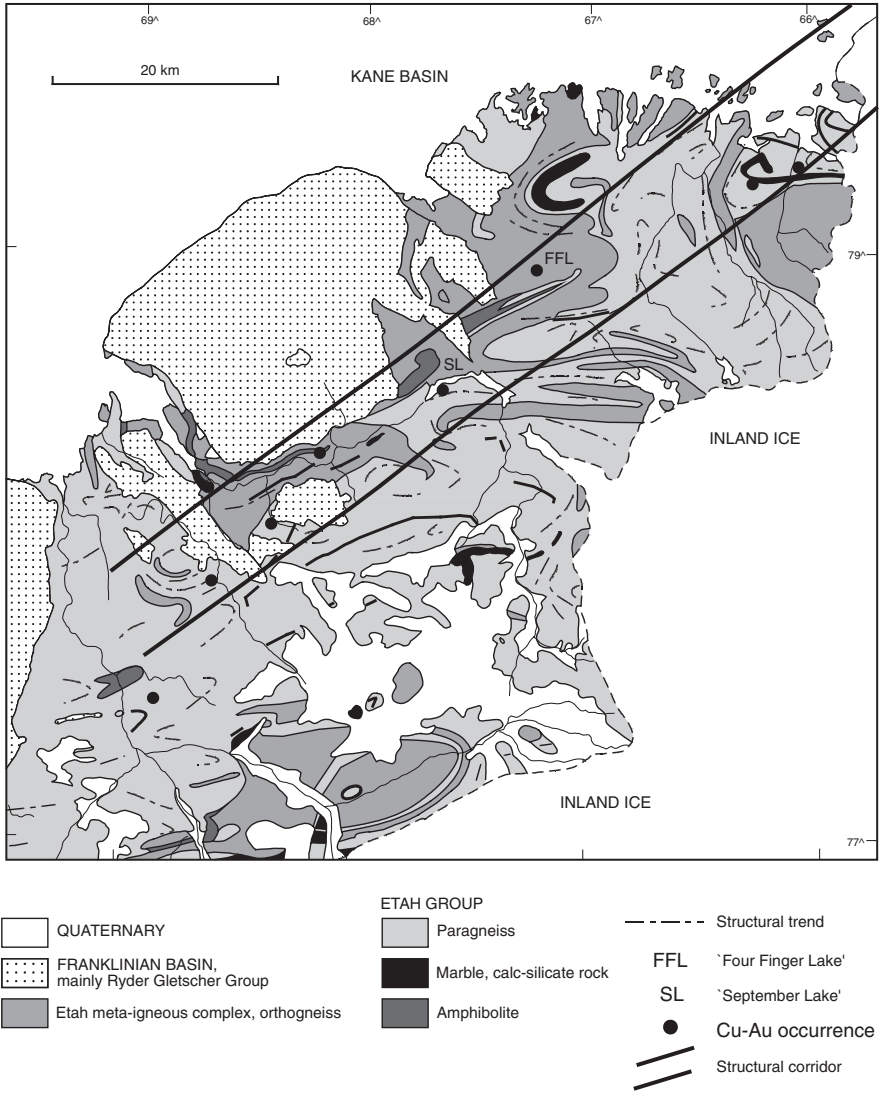 69^
68^
67^
66^
20 km
KANE BASIN
FFL
79^
SL
INLAND ICE
INLAND ICE
77^
QUATERNARY
FRANKLINIAN BASIN,
mainly Ryder Gletscher Group
Etah meta-igneous complex, orthogneiss
ETAH GROUP
Paragneiss
Marble, calc-silicate rock
Amphibolite
Structural trend
FFL `Four Finger Lake'
SL `September Lake'
Cu-Au occurrence
Structural corridor